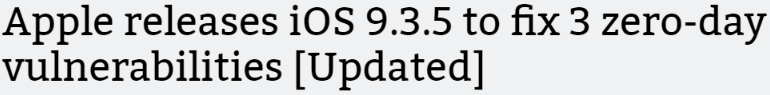 Apple releases iOS 9.3.5 to fix 3 zero-day
vulnerabilities [Updated]